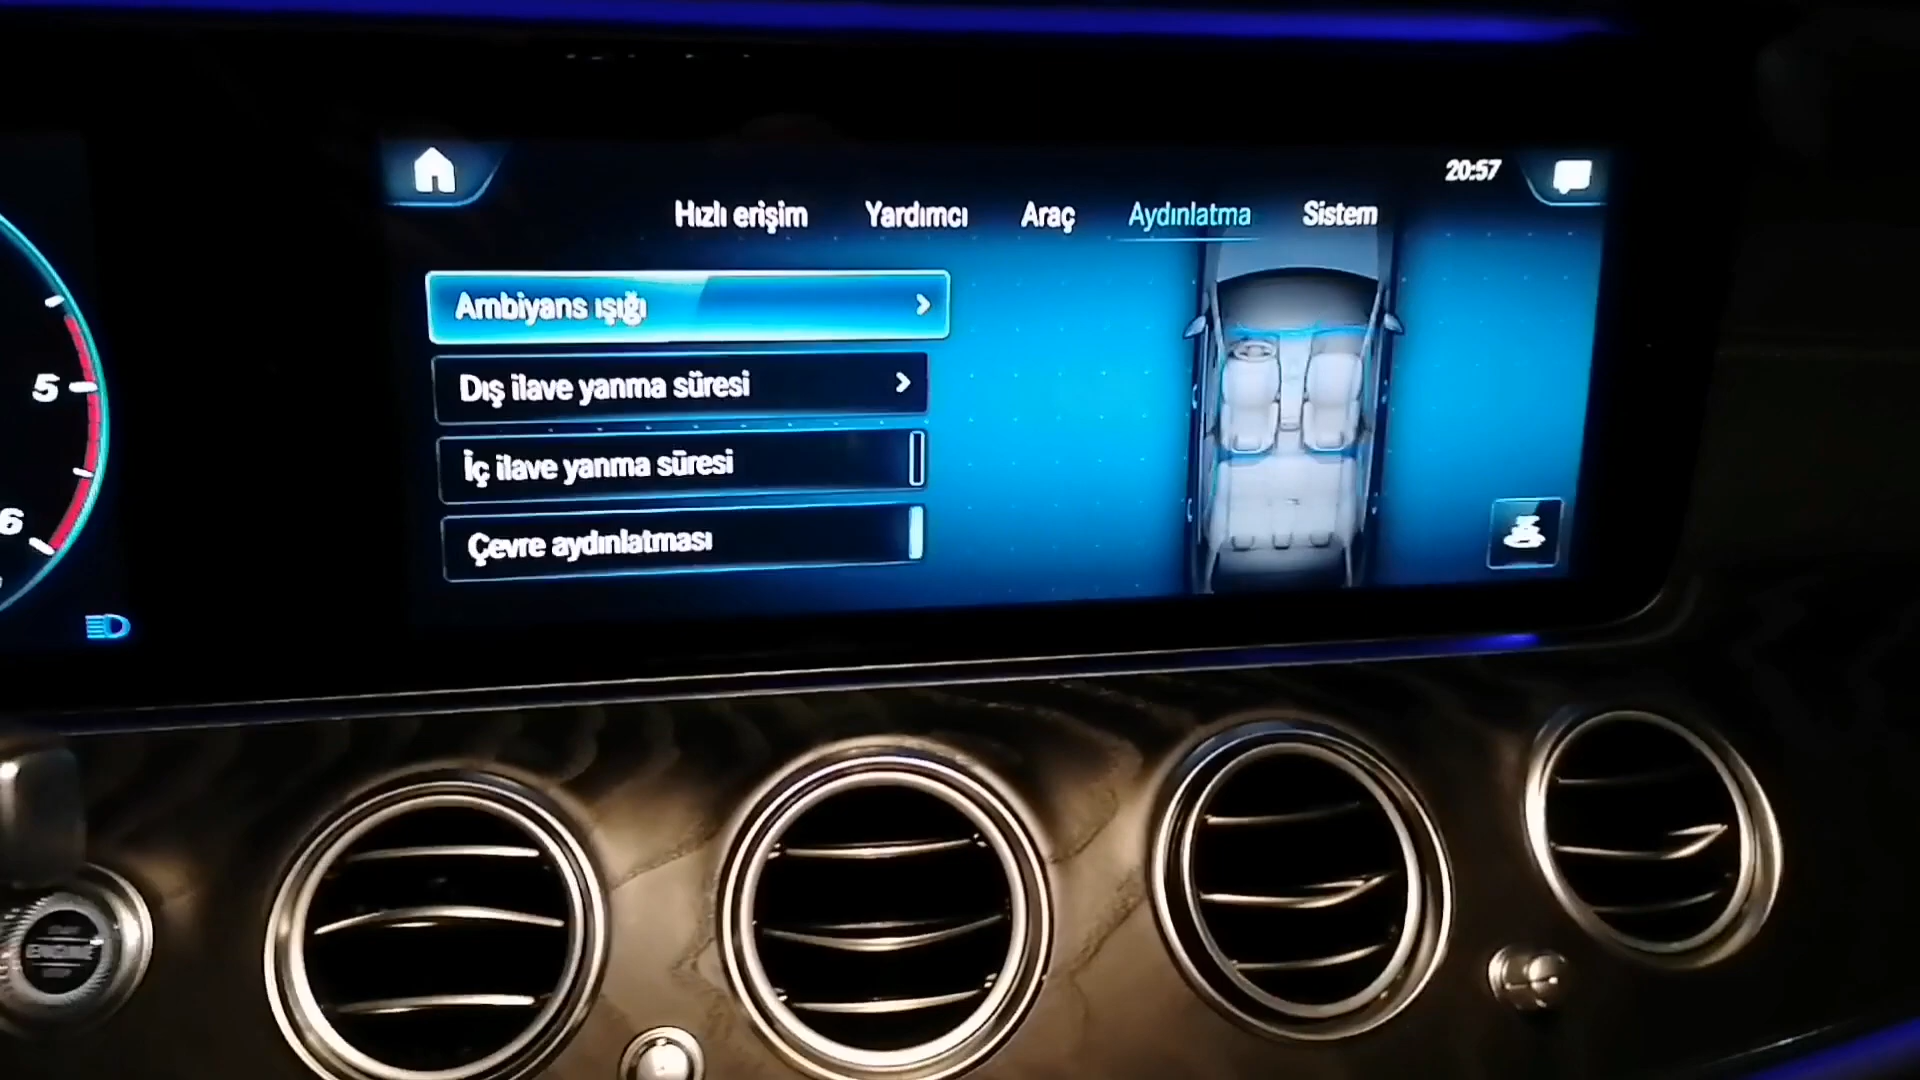 20:57
Hızlı erişim Yardımcı Araç Aydınlatma Sistem
Ambiyans ışığı
Dış ilave yanma süresi
İç ilave yanma süresi
Çevre aydınlatması
5
6
ENGINE